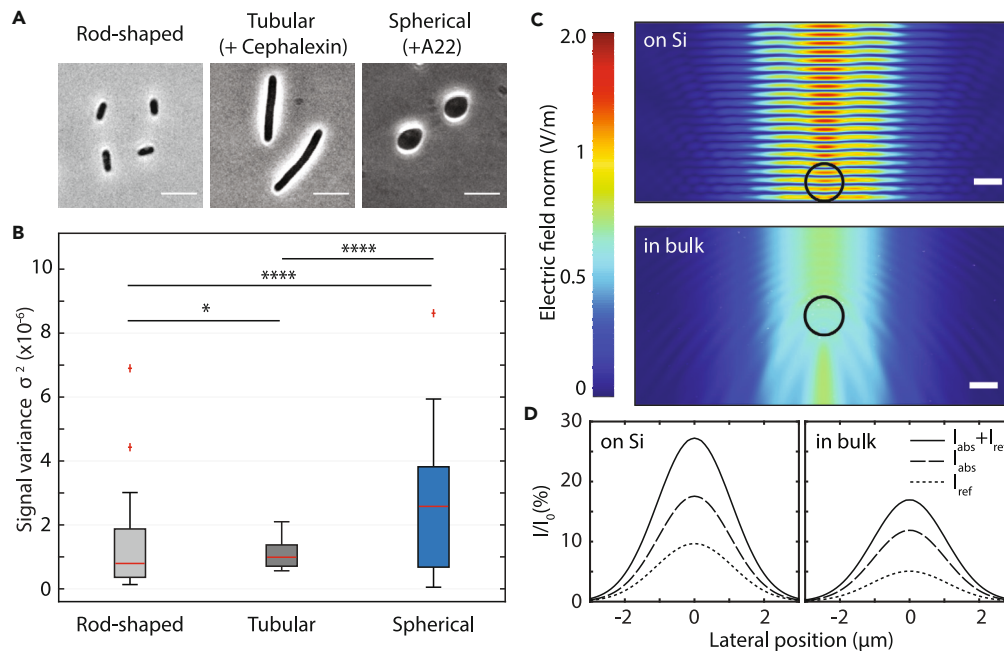 A
Rod-shaped
Tubular
(+ Cephalexin)
Spherical
(+A22)
B
Signal variance σ² (x10⁻⁶)
10
8
6
4
2
0
****
****
*
Rod-shaped
Tubular
Spherical
C
Electric field norm (V/m)
2.0
1
0.5
0
on Si
in bulk
D
I/I₀(%)
30
25
10
0
on Si
in bulk
I_abs+I_re
I_abs
I_ref
-2
0
2
-2
0
2
Lateral position (μm)